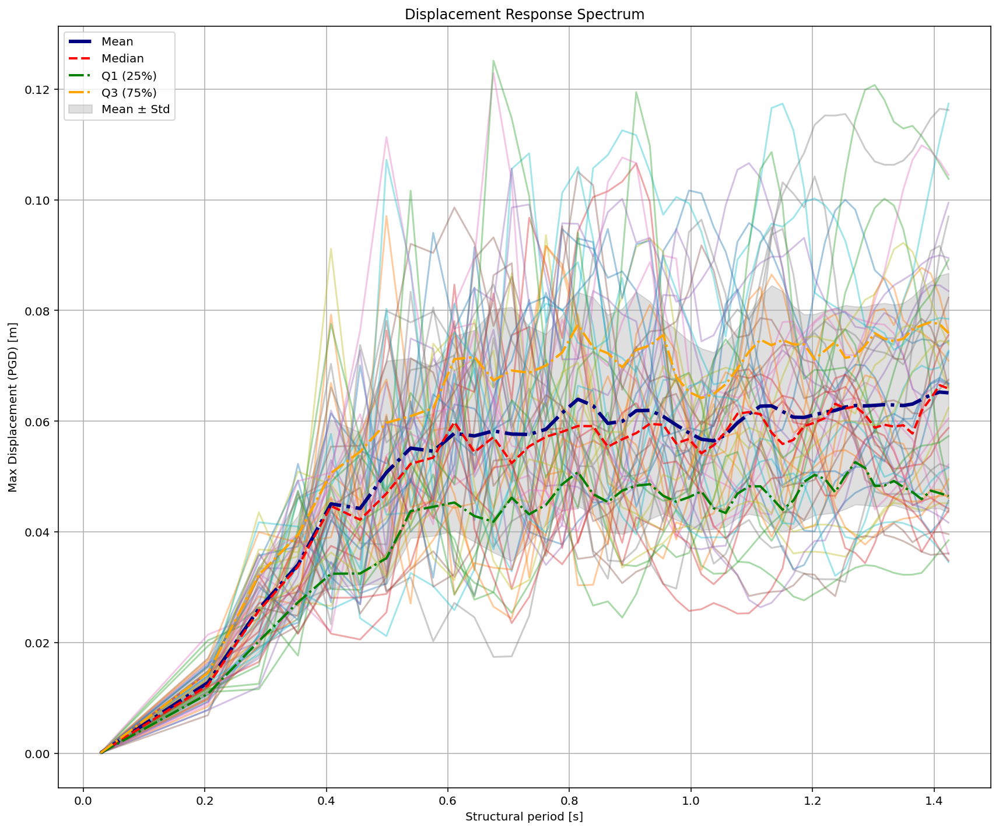 Displacement Response Spectrum
Mean
Median
Q1 (25%)
Q3 (75%)
Mean ± Std
0.12
0.10
0.08
0.06
0.04
0.02
0.00
Max Displacement (PGD) [m]
0.0 0.2 0.4 0.6 0.8 1.0 1.2 1.4
Structural period [s]